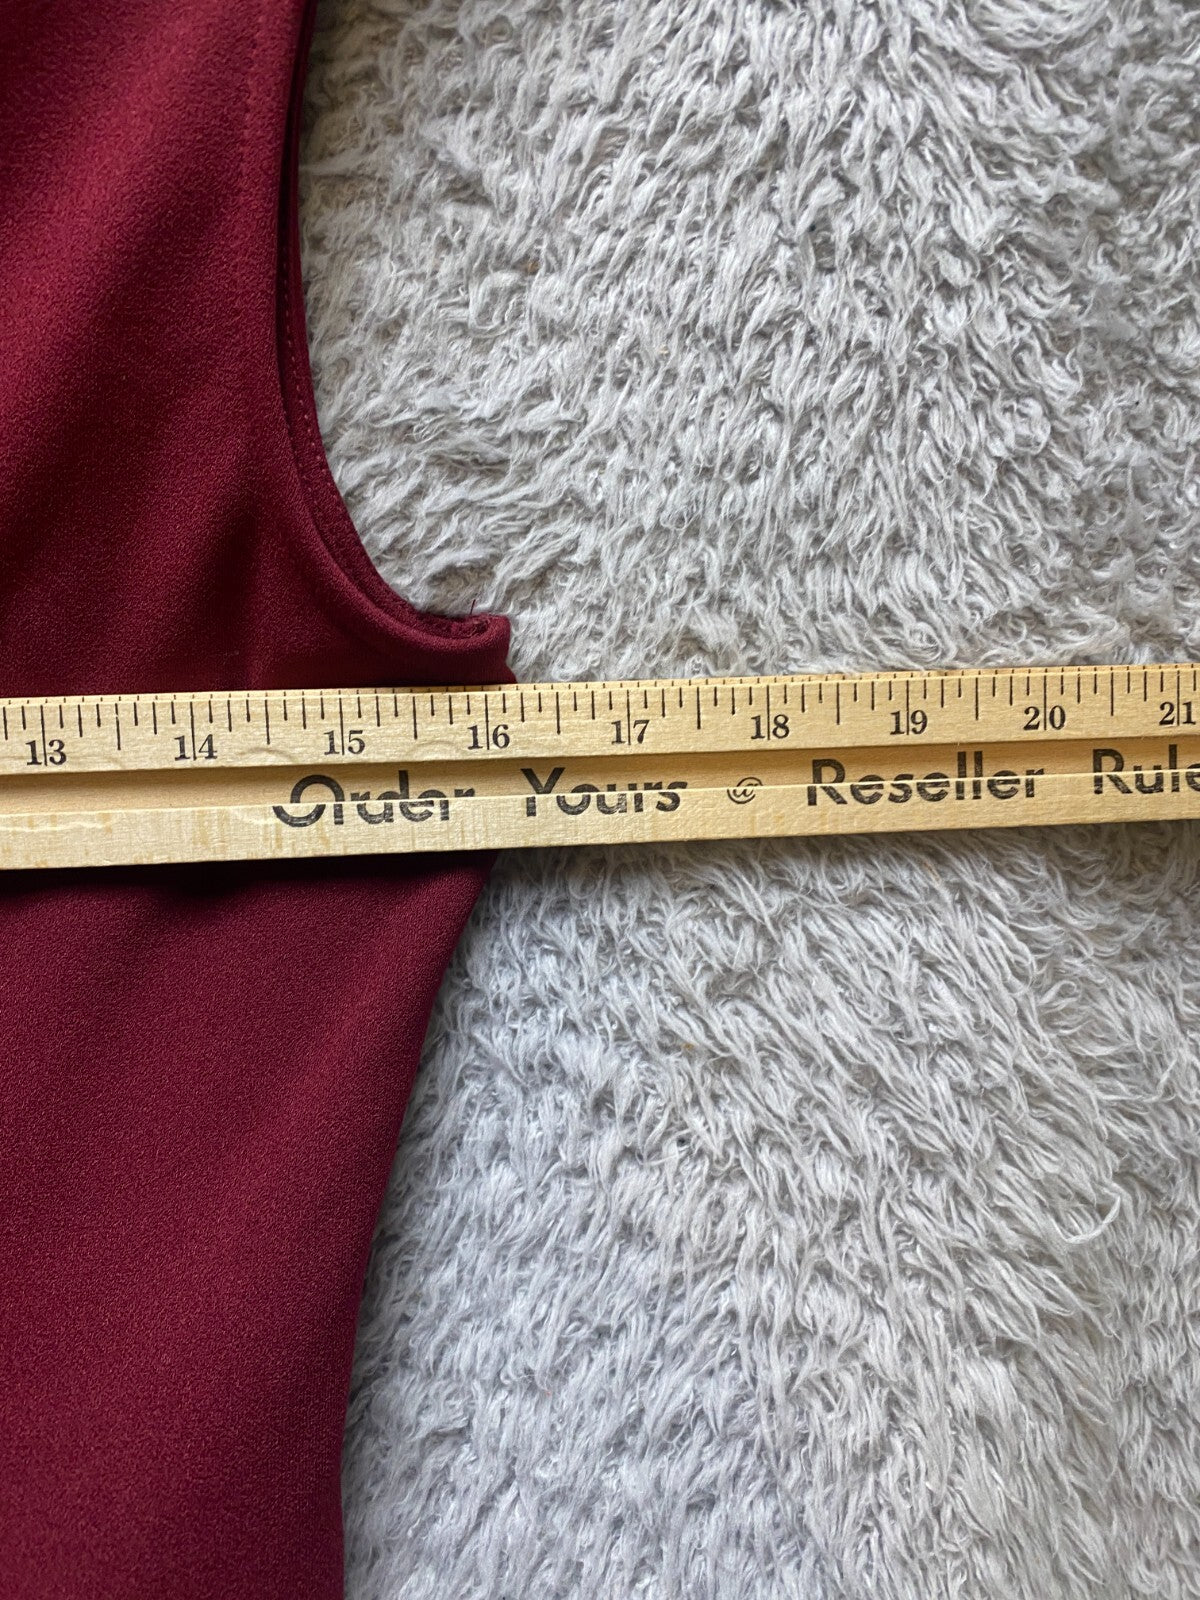 13 14 15 16 17 18 19 20 21
Order Yours @ Reseller Rule